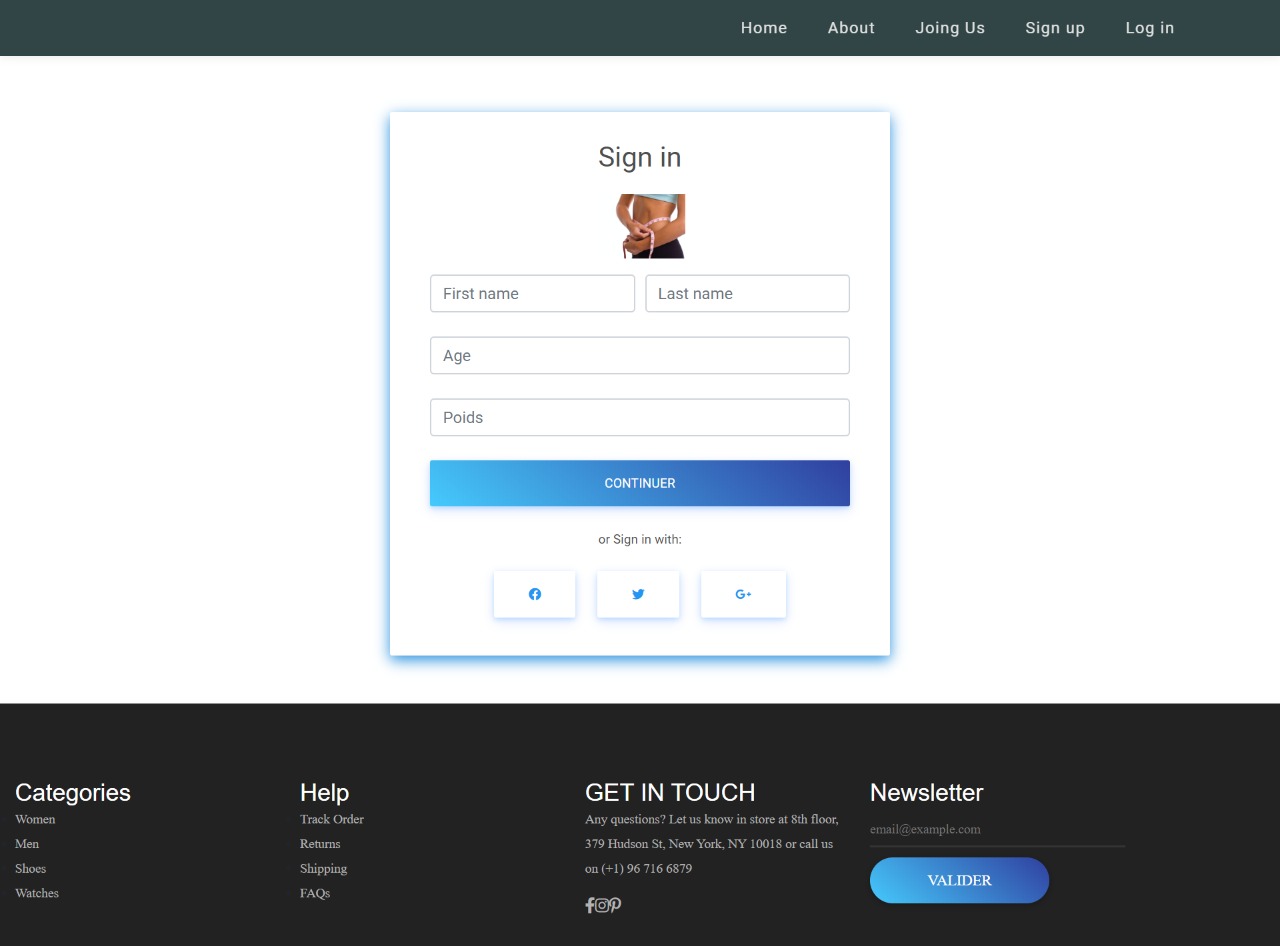 Home About Joing Us Sign up Log in
Sign in
First name Last name
Age
Poids
CONTINUER
or Sign in with:
G+
Categories
Women
Men
Shoes
Watches
Help
Track Order
Returns
Shipping
FAQs
GET IN TOUCH
Any questions? Let us know in store at 8th floor,
379 Hudson St, New York, NY 10018 or call us
on (+1) 96 716 6879
Newsletter
email@example.com
VALIDER